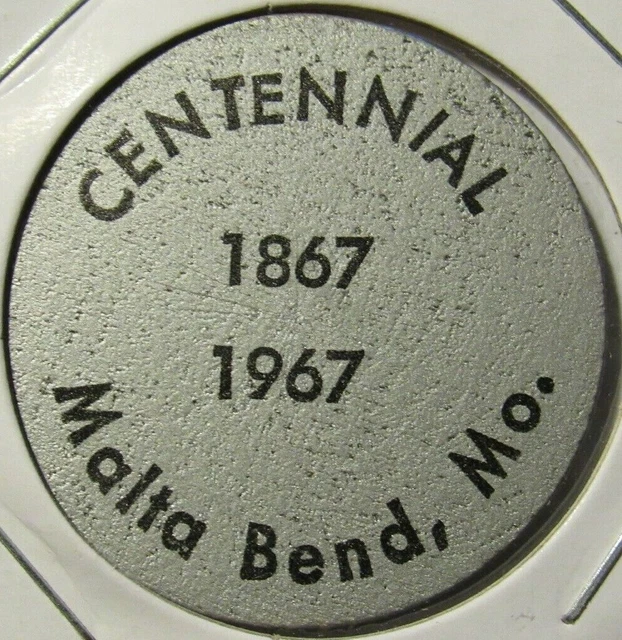 CENTENNIAL
1867
1967
Malta Bend, Mo.